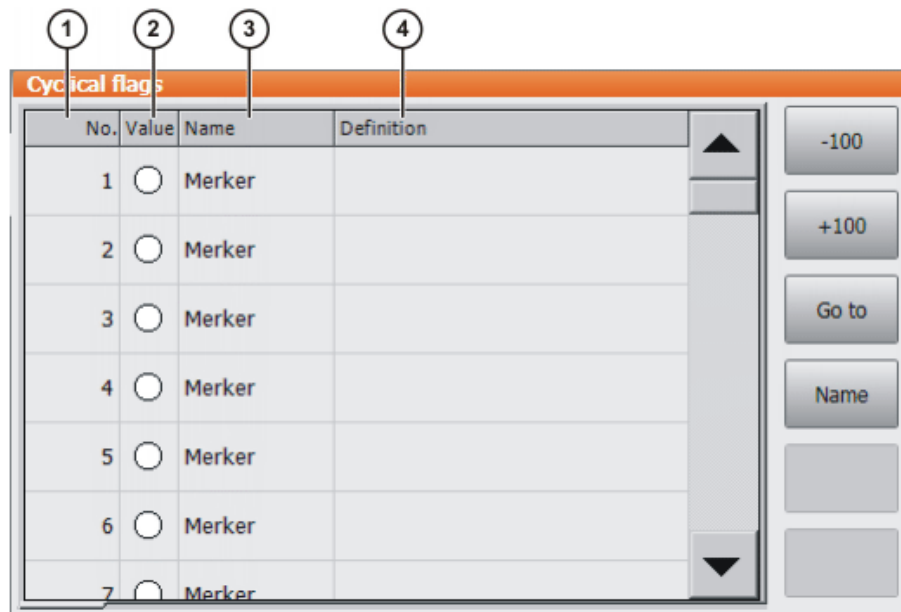 1 2 3 4
Cyclical flags
No. Value Name Definition
1 Merker
2 Merker
3 Merker
4 Merker
5 Merker
6 Merker
7 Merker
-100
+100
Go to
Name